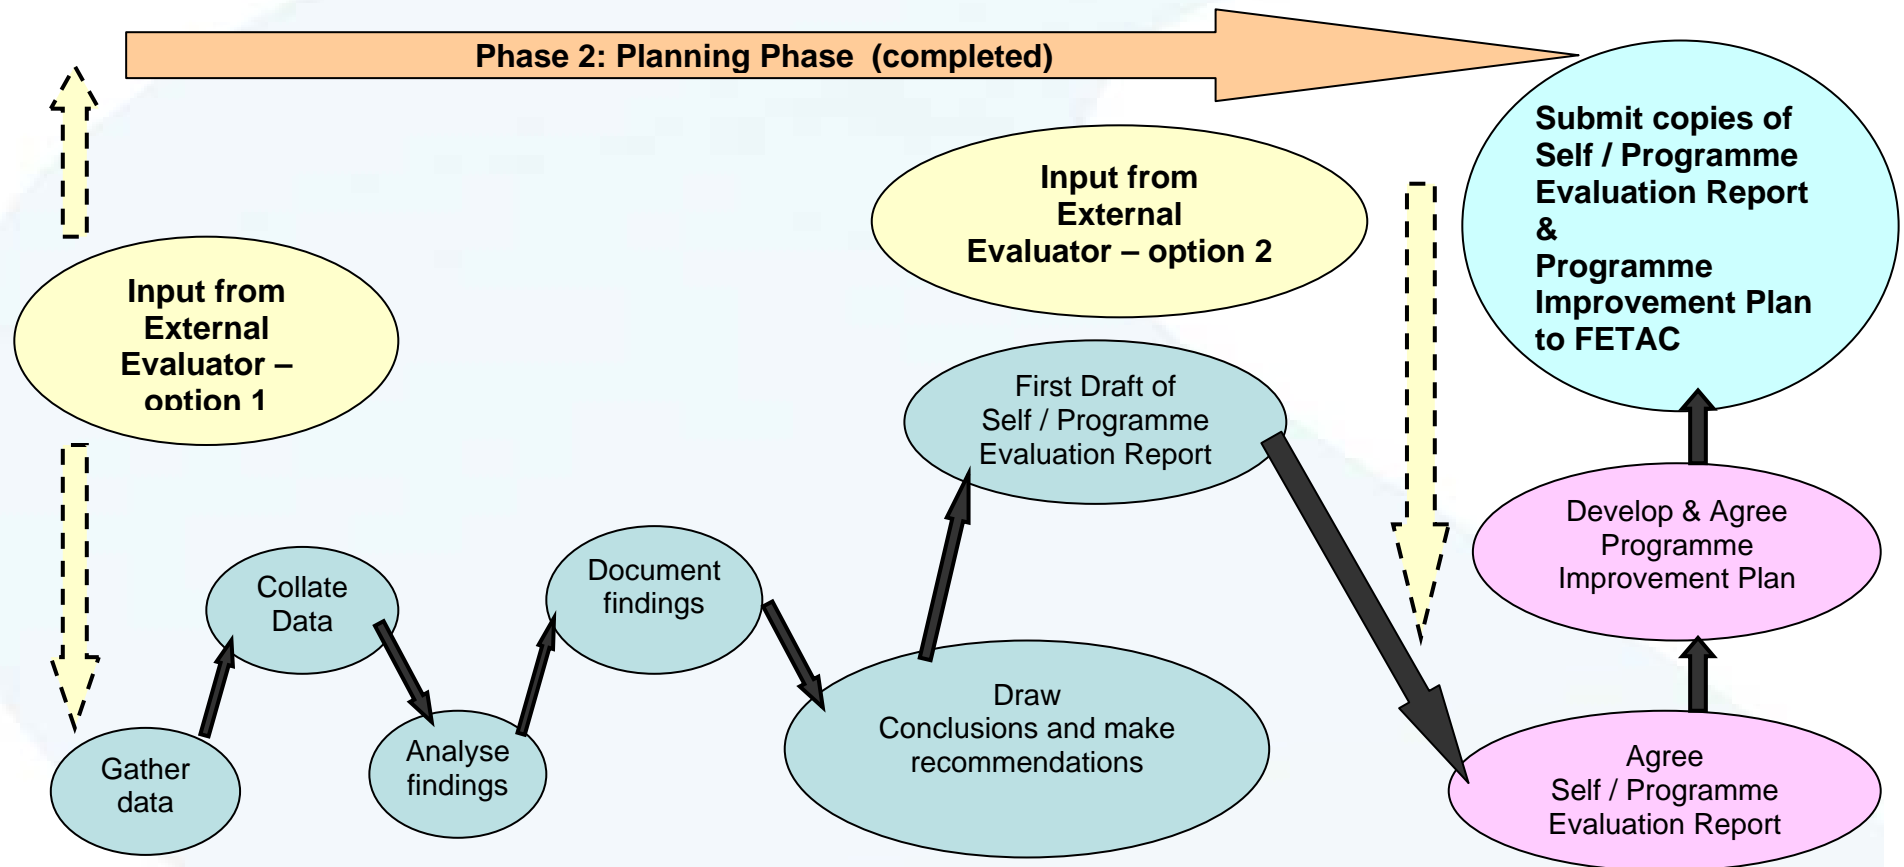 Phase 2: Planning Phase  (completed)
Input from
External
Evaluator –
option 1
Input from
External
Evaluator – option 2
Submit copies of
Self / Programme
Evaluation Report
&
Programme
Improvement Plan
to FETAC
First Draft of
Self / Programme
Evaluation Report
Develop & Agree
Programme
Improvement Plan
Collate
Data
Document
findings
Gather
data
Analyse
findings
Draw
Conclusions and make
recommendations
Agree
Self / Programme
Evaluation Report